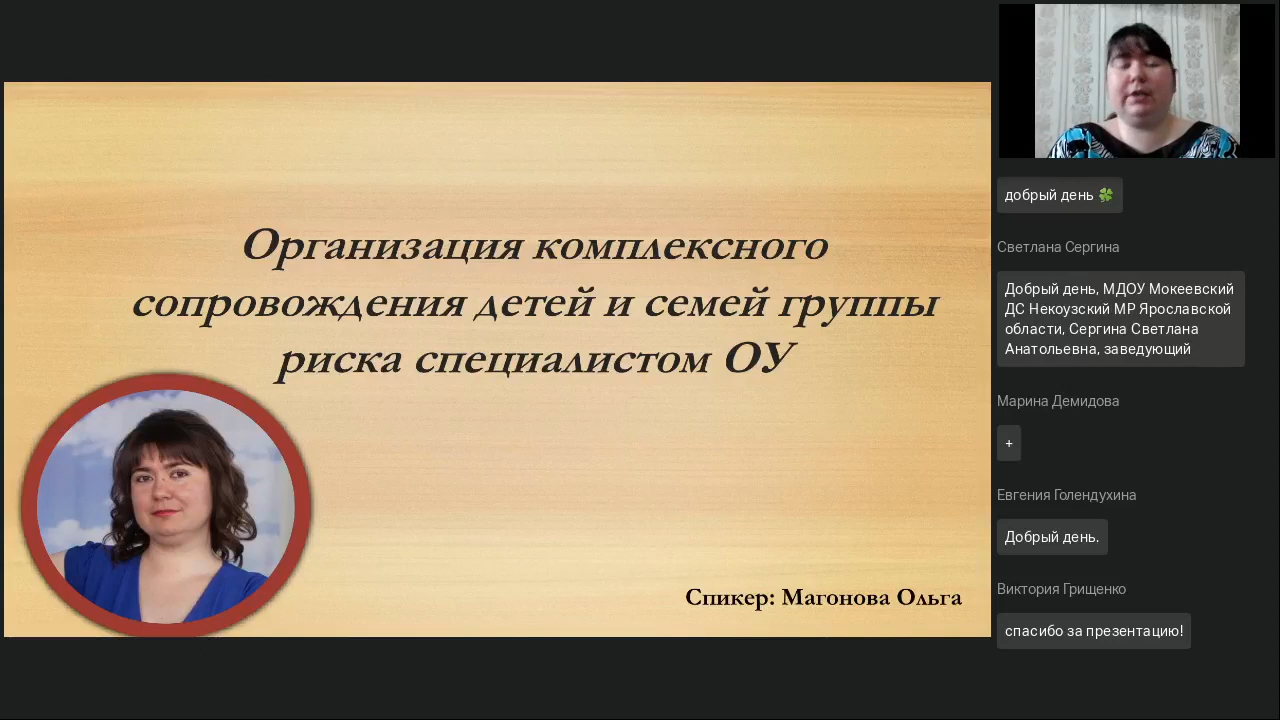 Организация комплексного
сопровождения детей и семей группы
риска специалистом ОУ
Спикер: Магонова Ольга
добрый день 🍀
Светлана Сергина
Добрый день, МДОУ Мокеевский
ДС Некоузский МР Ярославской
области, Сергина Светлана
Анатольевна, заведующий
Марина Демидова
+
Евгения Голендухина
Добрый день.
Виктория Грищенко
спасибо за презентацию!